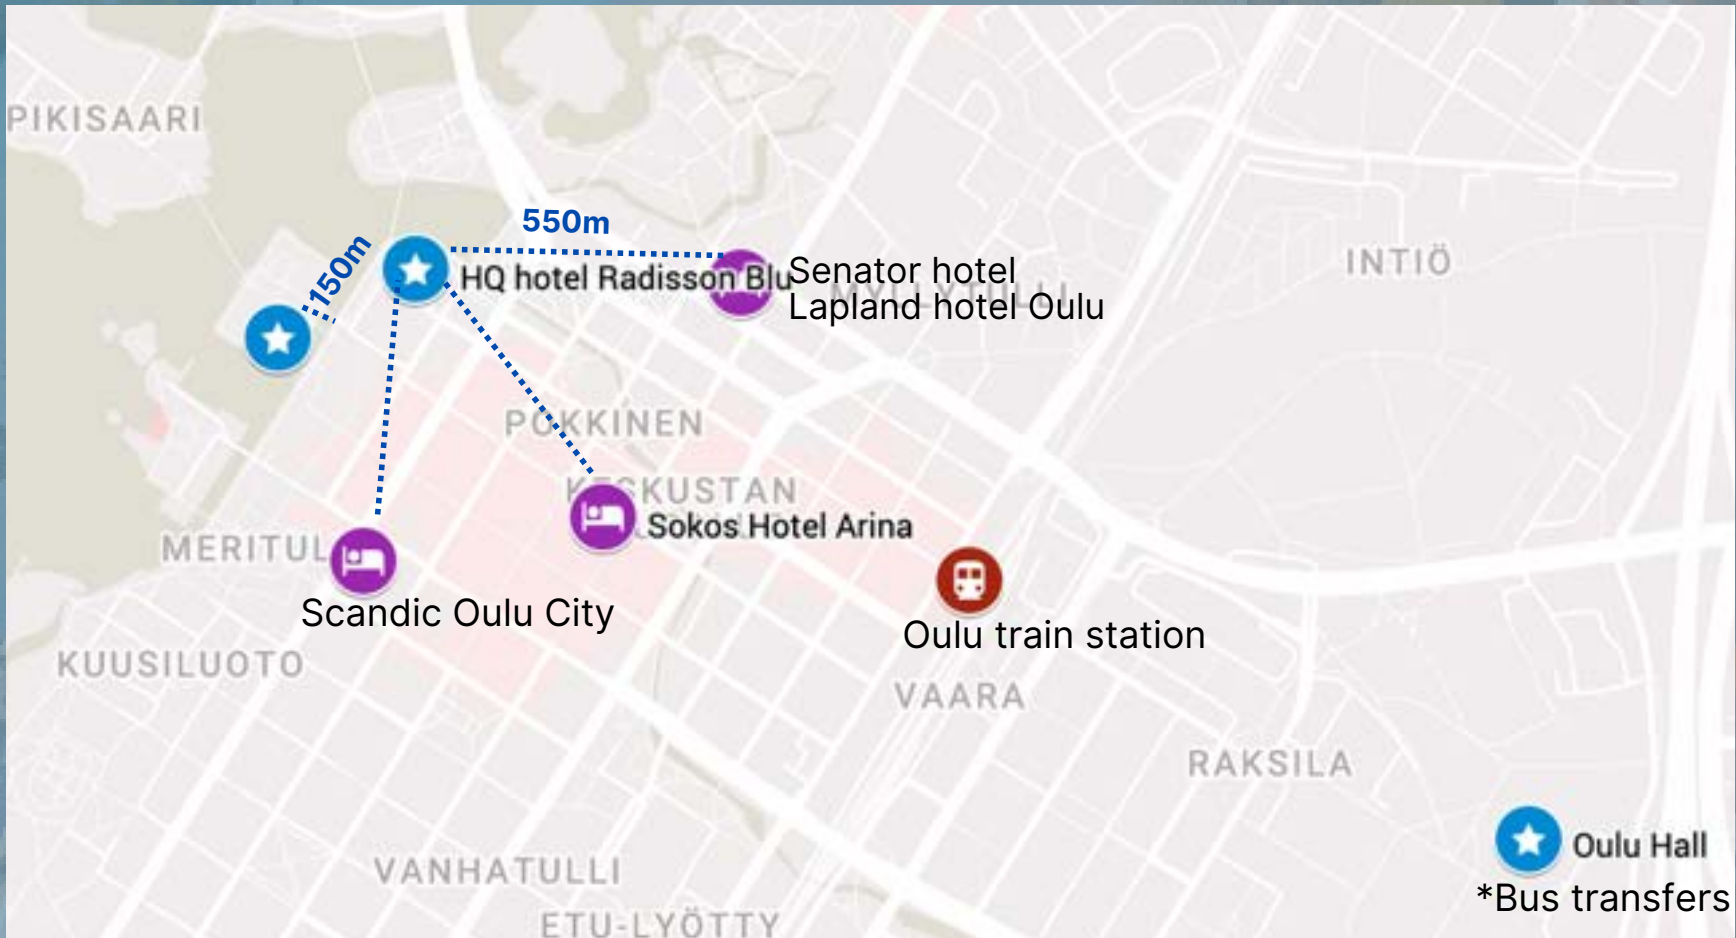 PIKISAARI
550m
150m
HQ hotel Radisson Blu
Senator hotel
Lapland hotel Oulu
INTIÖ
POKKINEN
KESKUSTAN
Sokos Hotel Arina
MERITUL
Scandic Oulu City
Oulu train station
KUUSILUOTO
VAARA
RAKSILA
Oulu Hall
*Bus transfers
VANHATULLI
ETU-LYÖTTY